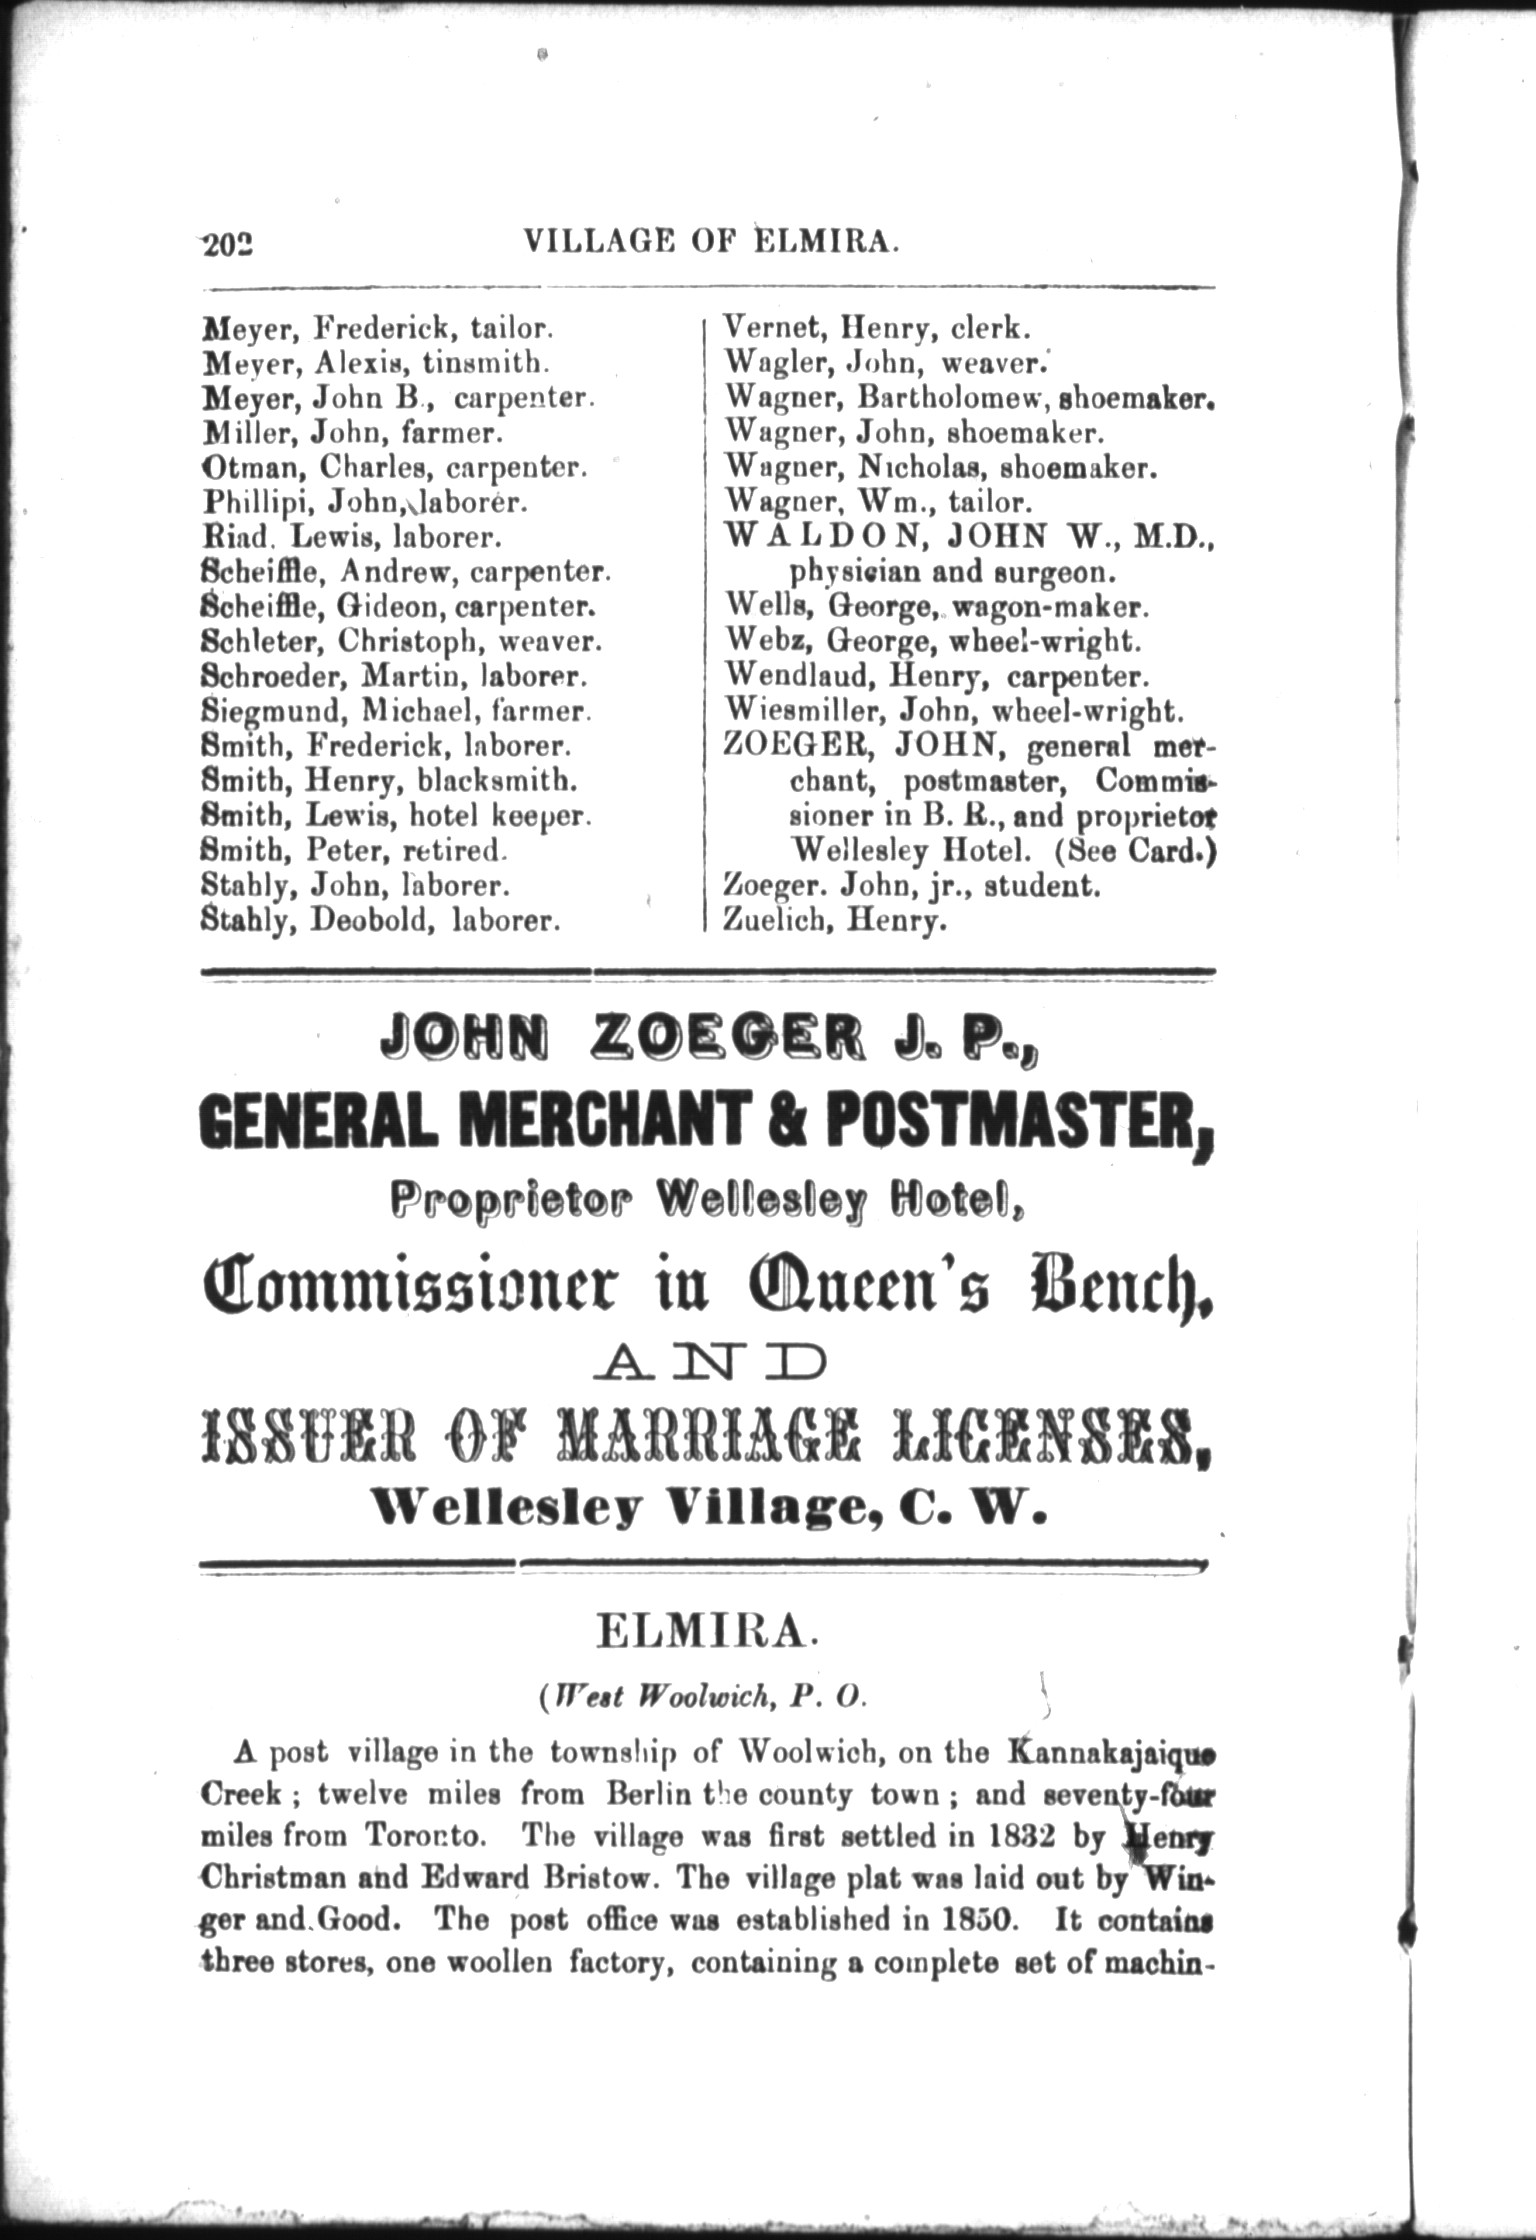 202
VILLAGE OF ELMIRA.
Meyer, Frederick, tailor.
Meyer, Alexis, tinsmith.
Meyer, John B., carpenter.
Miller, John, farmer.
Otman, Charles, carpenter.
Phillipi, John, laborer.
Riad. Lewis, laborer.
Scheiffle, Andrew, carpenter.
Scheiffle, Gideon, carpenter.
Schleter, Christoph, weaver.
Schroeder, Martin, laborer.
Siegmund, Michael, farmer.
Smith, Frederick, laborer.
Smith, Henry, blacksmith.
Smith, Lewis, hotel keeper.
Smith, Peter, retired.
Stahly, John, laborer.
Stahly, Deobold, laborer.
Vernet, Henry, clerk.
Wagler, John, weaver.
Wagner, Bartholomew, shoemaker.
Wagner, John, shoemaker.
Wagner, Nicholas, shoemaker.
Wagner, Wm., tailor.
WALDON, JOHN W., M.D.,
physician and surgeon.
Wells, George, wagon-maker.
Webz, George, wheel-wright.
Wendlaud, Henry, carpenter.
Wiesmiller, John, wheel-wright.
ZOEGER, JOHN, general mer-
chant, postmaster, Commis-
sioner in B. R., and proprietor
Wellesley Hotel. (See Card.)
Zoeger. John, jr., student.
Zuelich, Henry.
JOHN ZOEGER J. P.,
GENERAL MERCHANT & POSTMASTER,
Proprietor Wellesley Hotel,
Commissioner in Queen's Bench,
AND
ISSUER OF MARRIAGE LICENSES,
Wellesley Village, C. W.
ELMIRA.
(West Woolwich, P. O.
A post village in the township of Woolwich, on the Kannakajaique
Creek ; twelve miles from Berlin the county town ; and seventy-four
miles from Toronto. The village was first settled in 1832 by Henry
Christman and Edward Bristow. The village plat was laid out by Win-
ger and Good. The post office was established in 1850. It contains
three stores, one woollen factory, containing a complete set of machin-